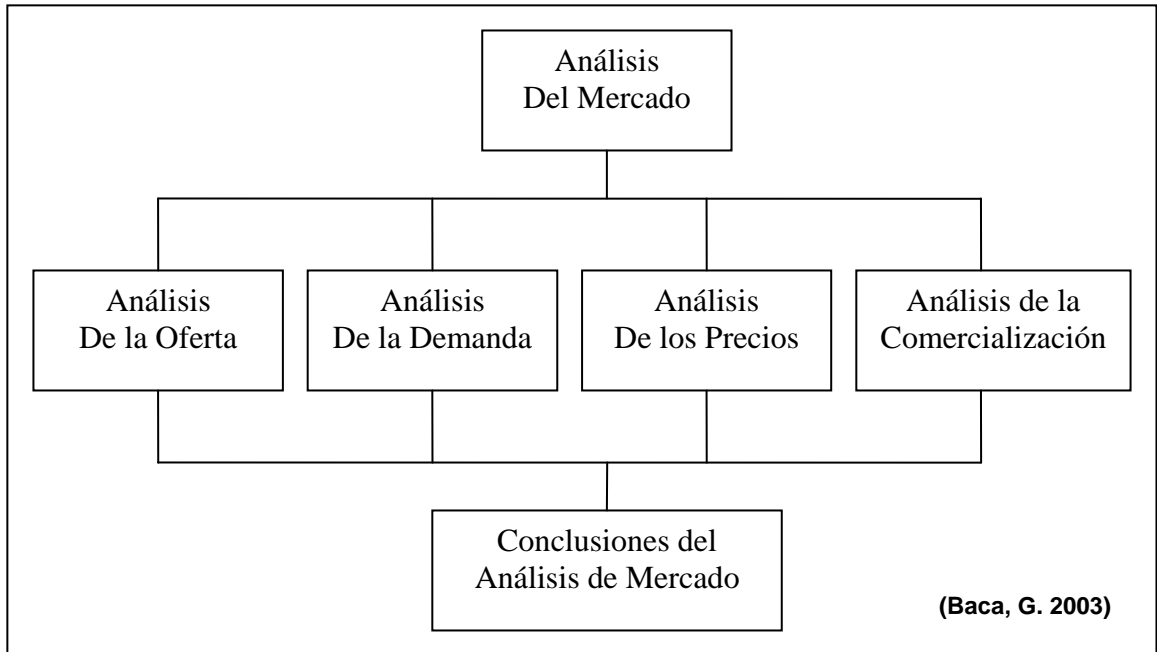 Análisis
Del Mercado
Análisis
De la Oferta
Análisis
De la Demanda
Análisis
De los Precios
Análisis de la
Comercialización
Conclusiones del
Análisis de Mercado
(Baca, G. 2003)